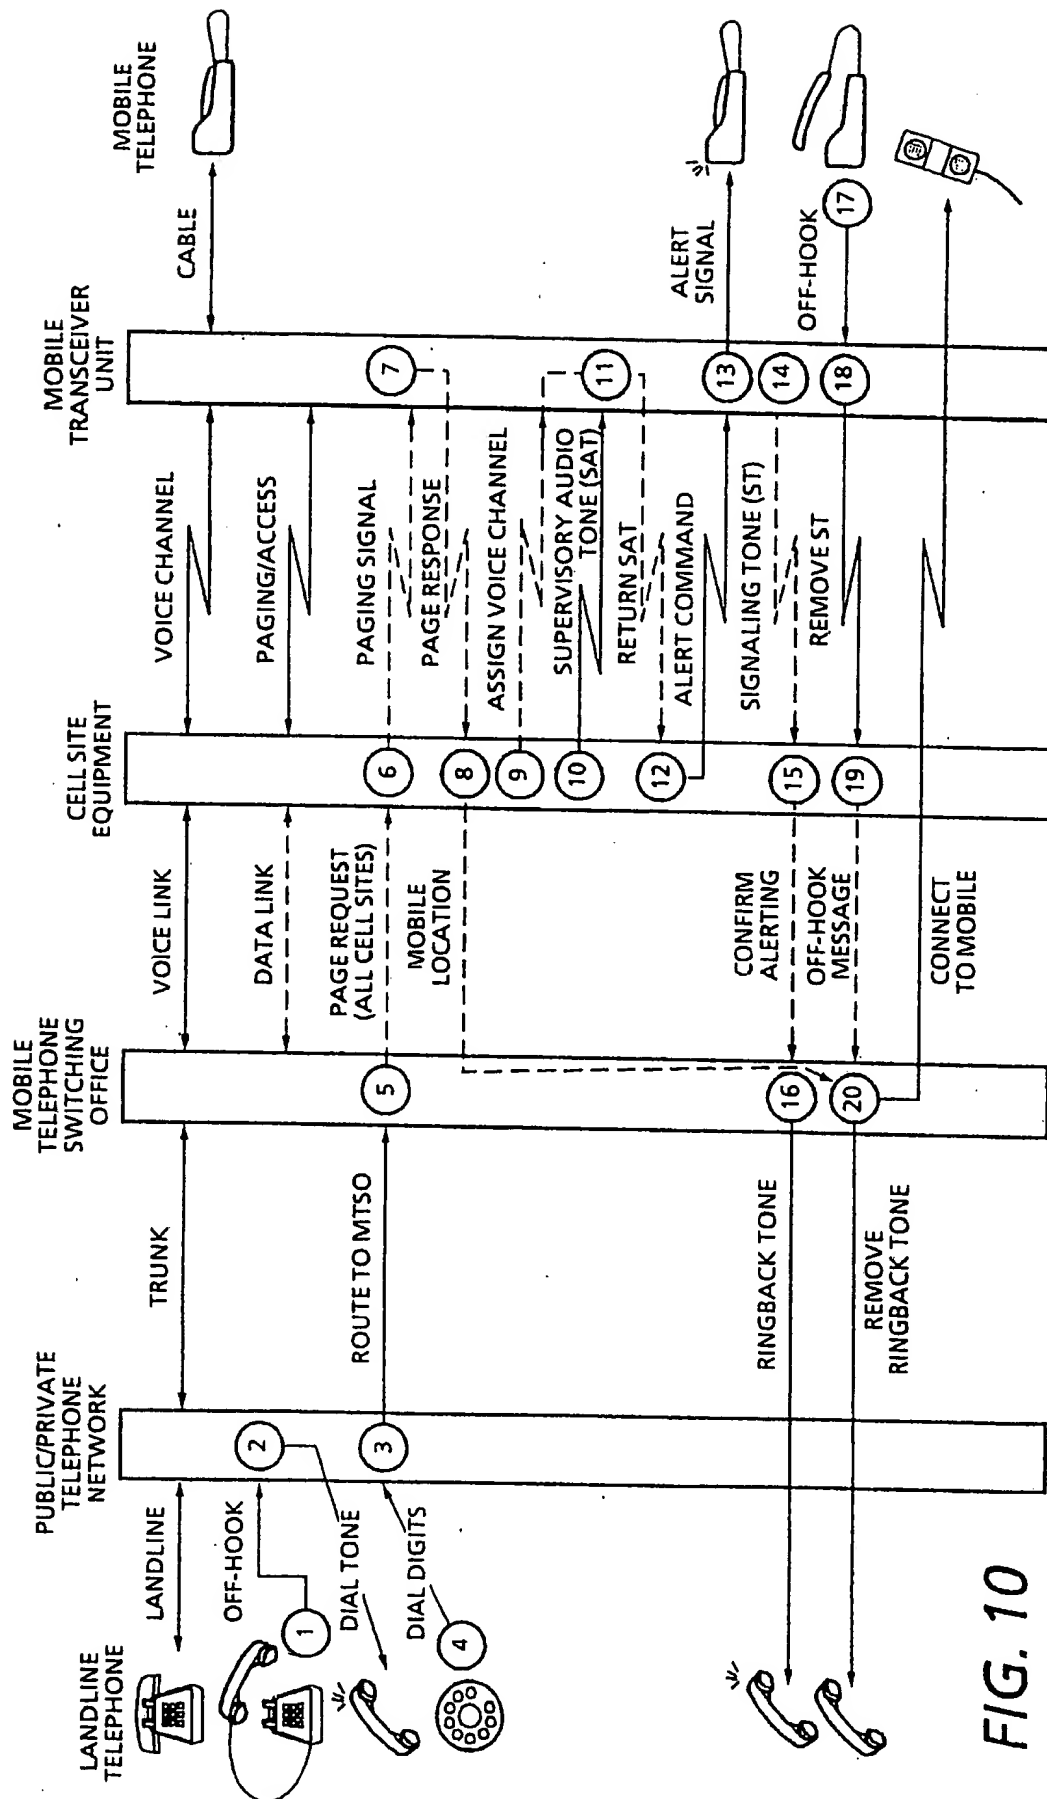 LANDLINE
TELEPHONE
PUBLIC/PRIVATE
TELEPHONE
NETWORK
MOBILE
TELEPHONE
SWITCHING
OFFICE
CELL SITE
EQUIPMENT
MOBILE
TRANSCEIVER
UNIT
MOBILE
TELEPHONE
LANDLINE
TRUNK
VOICE LINK
VOICE CHANNEL
CABLE
OFF-HOOK
1
2
DATA LINK
PAGING/ACCESS
DIAL TONE
DIAL DIGITS
4
3
ROUTE TO MTSO
5
PAGE REQUEST
(ALL CELL SITES)
6
PAGING SIGNAL
7
MOBILE
LOCATION
8
PAGE RESPONSE
9
ASSIGN VOICE CHANNEL
10
SUPERVISORY AUDIO
TONE (SAT)
11
RETURN SAT
12
ALERT COMMAND
13
ALERT
SIGNAL
14
SIGNALING TONE (ST)
15
CONFIRM
ALERTING
16
RINGBACK TONE
OFF-HOOK
17
18
REMOVE ST
19
OFF-HOOK
MESSAGE
20
REMOVE
RINGBACK TONE
CONNECT
TO MOBILE
FIG. 10